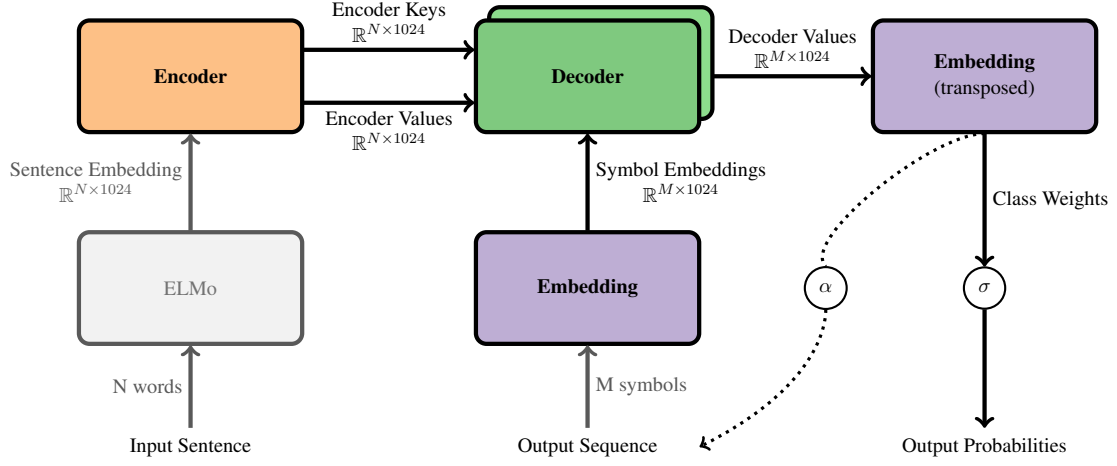 Encoder Keys
ℝ^{N×1024}
Encoder
Encoder Values
ℝ^{N×1024}
Decoder
Decoder Values
ℝ^{M×1024}
Embedding
(transposed)
Sentence Embedding
ℝ^{N×1024}
Symbol Embeddings
ℝ^{M×1024}
Class Weights
ELMo
Embedding
α
σ
N words
M symbols
Input Sentence
Output Sequence
Output Probabilities